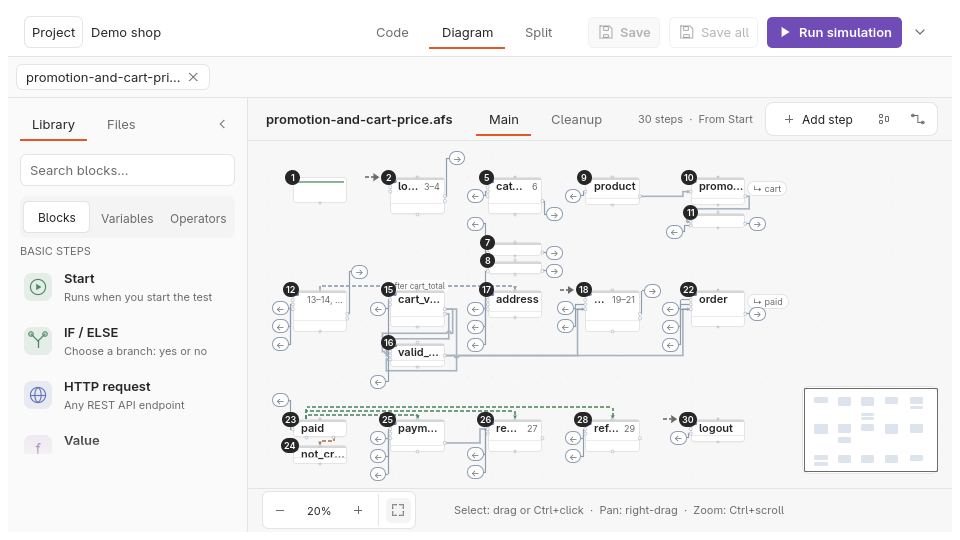 Project Demo shop Code Diagram Split Save Save all Run simulation
promotion-and-cart-pri...
Library Files
promotion-and-cart-price.afs Main Cleanup 30 steps · From Start Add step
Search blocks...
Blocks Variables Operators
BASIC STEPS
Start
Runs when you start the test
IF / ELSE
Choose a branch: yes or no
HTTP request
Any REST API endpoint
Value
1
2 lo... 3–4
5 cat... 6
9 product
10 promo...
↳ cart
11
7
8
12 13–14, ...
after cart_total
15 cart_v...
17 address
18 ... 19–21
22 order
↳ paid
16 valid_...
23 paid
24 not_cr...
25 paym...
26 re... 27
28 ref... 29
30 logout
20%
Select: drag or Ctrl+click · Pan: right-drag · Zoom: Ctrl+scroll